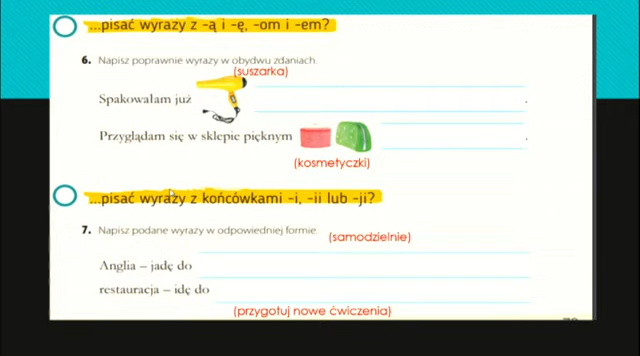 ...pisać wyrazy z -ą i -ę, -om i -em?
6. Napisz poprawnie wyrazy w obydwu zdaniach.
(suszarka)
Spakowałam już .
Przyglądam się w sklepie pięknym .
(kosmetyczki)
...pisać wyrazy z końcówkami -i, -ii lub -ji?
7. Napisz podane wyrazy w odpowiedniej formie.
(samodzielnie)
Anglia – jadę do
restauracja – idę do
(przygotuj nowe ćwiczenia)